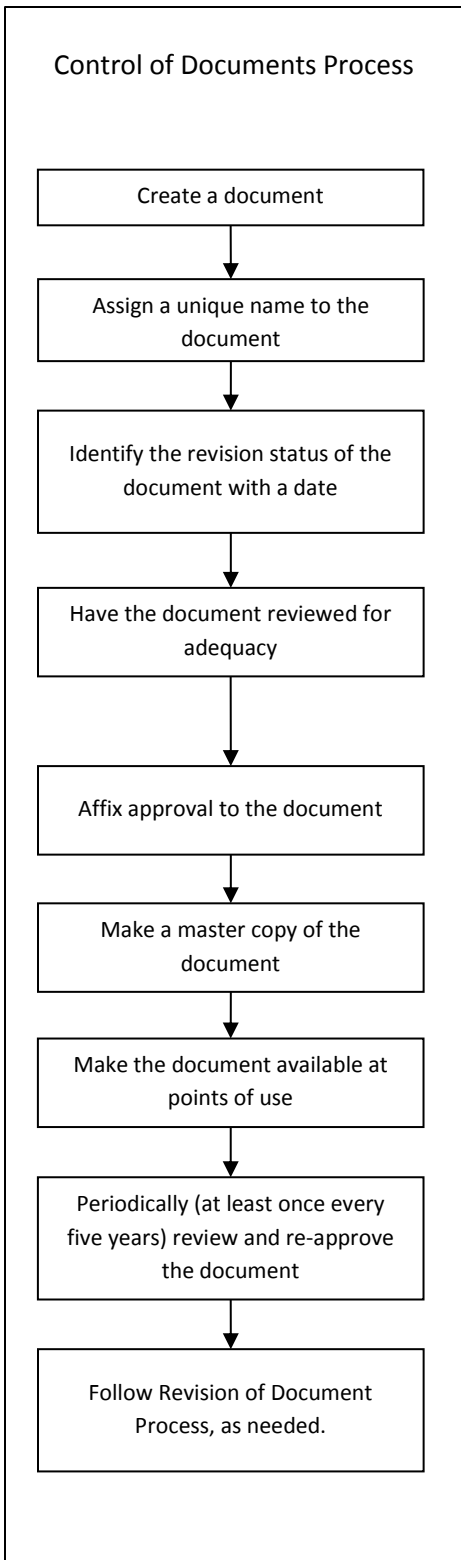 Control of Documents Process
Create a document
Assign a unique name to the
document
Identify the revision status of the
document with a date
Have the document reviewed for
adequacy
Affix approval to the document
Make a master copy of the
document
Make the document available at
points of use
Periodically (at least once every
five years) review and re-approve
the document
Follow Revision of Document
Process, as needed.